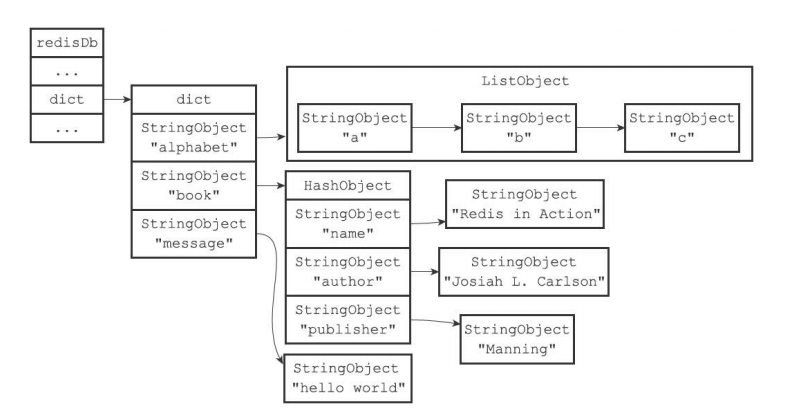 redisDb
...
dict
...
dict
StringObject
"alphabet"
StringObject
"book"
StringObject
"message"
ListObject
StringObject
"a"
StringObject
"b"
StringObject
"c"
HashObject
StringObject
"name"
StringObject
"author"
StringObject
"publisher"
StringObject
"Redis in Action"
StringObject
"Josiah L. Carlson"
StringObject
"Manning"
StringObject
"hello world"